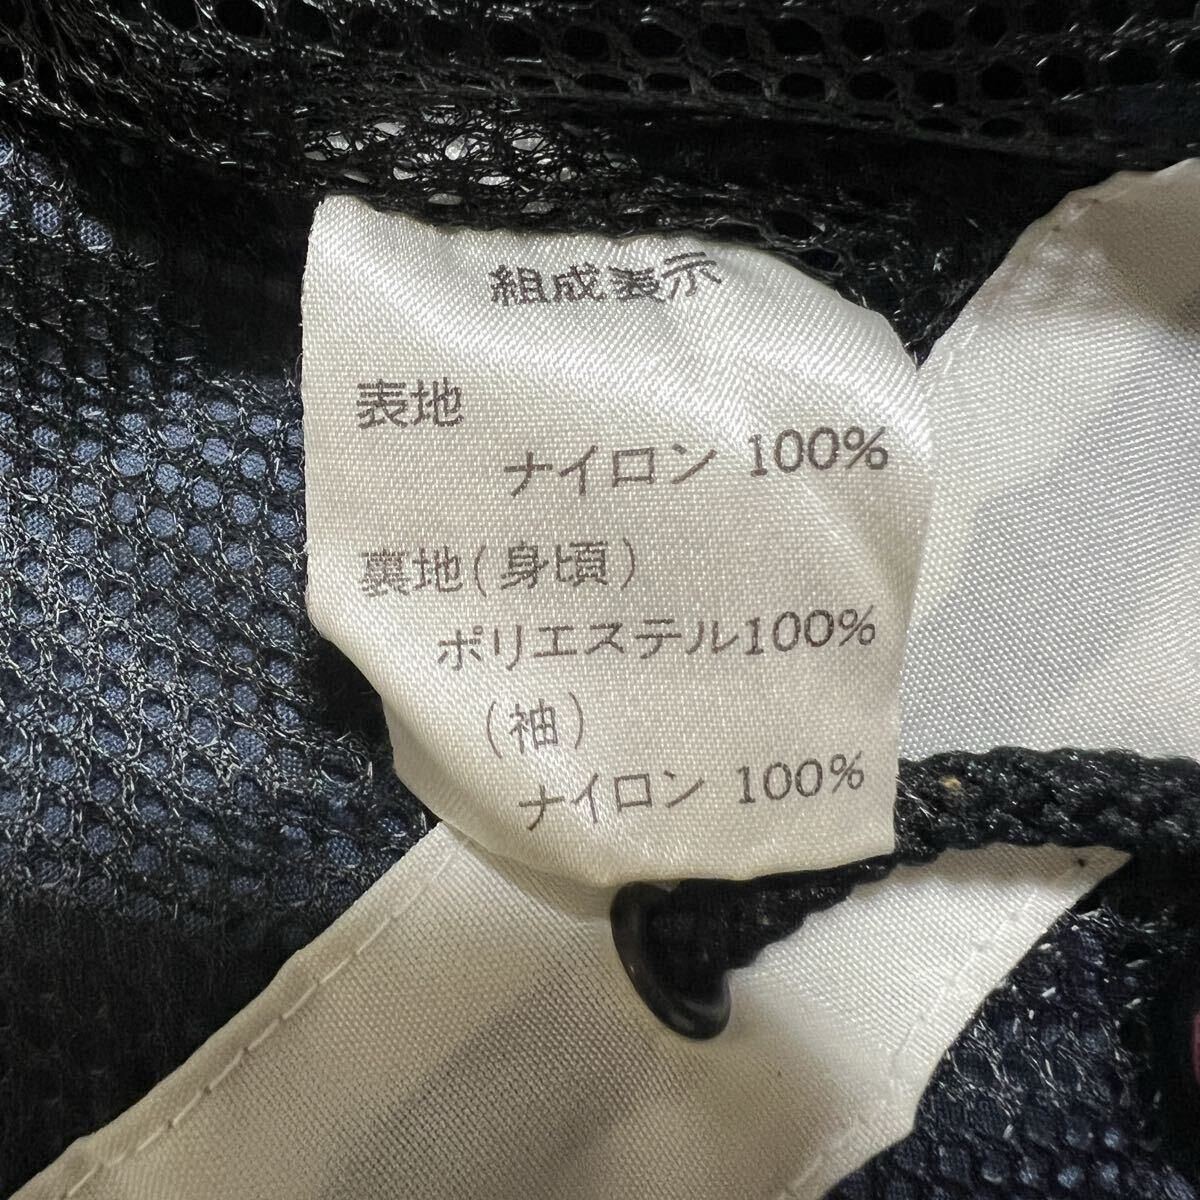 組成表示
表地
ナイロン 100%
裏地(身頃)
ポリエステル100%
(袖)
ナイロン 100%